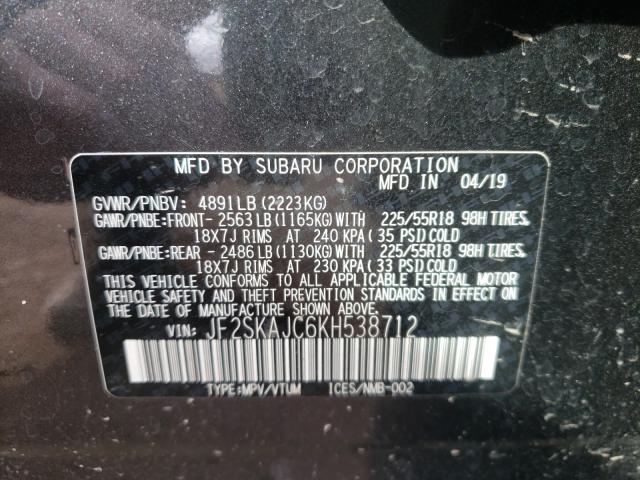 MFD BY SUBARU CORPORATION
MFD IN 04/19
GVWR/PNBV: 4891LB (2223KG)
GAWR/PNBE:FRONT- 2563LB(1165KG)WITH 225/55R18 98H TIRES,
18X7J RIMS AT 240 KPA(35 PSI)COLD
GAWR/PNBE:REAR - 2486LB(1130KG)WITH 225/55R18 98H TIRES,
18X7J RIMS AT 230 KPA(33 PSI)COLD
THIS VEHICLE CONFORMS TO ALL APPLICABLE FEDERAL MOTOR
VEHICLE SAFETY AND THEFT PREVENTION STANDARDS IN EFFECT ON
THE DATE OF MANUFACTURE SHOWN ABOVE.
VIN: JF2SKAJC6KH538712
TYPE:MPV/VTUM ICES/NMB-002